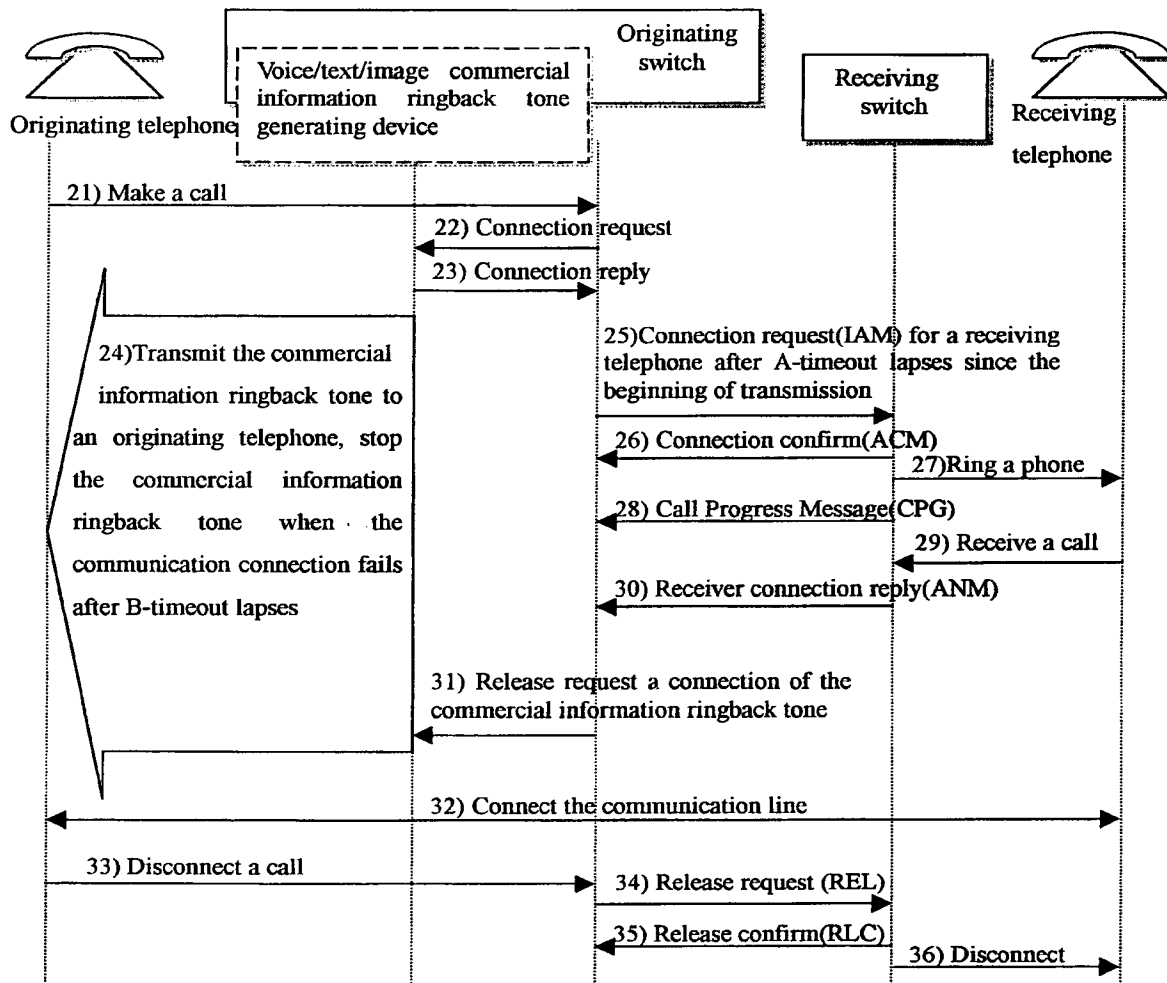 Originating
switch
Voice/text/image commercial
information ringback tone
generating device
Receiving
switch
Originating telephone
Receiving
telephone
21) Make a call
22) Connection request
23) Connection reply
24)Transmit the commercial
information ringback tone to
an originating telephone, stop
the commercial information
ringback tone when the
communication connection fails
after B-timeout lapses
25)Connection request(IAM) for a receiving
telephone after A-timeout lapses since the
beginning of transmission
26) Connection confirm(ACM)
27)Ring a phone
28) Call Progress Message(CPG)
29) Receive a call
30) Receiver connection reply(ANM)
31) Release request a connection of the
commercial information ringback tone
32) Connect the communication line
33) Disconnect a call
34) Release request (REL)
35) Release confirm(RLC)
36) Disconnect